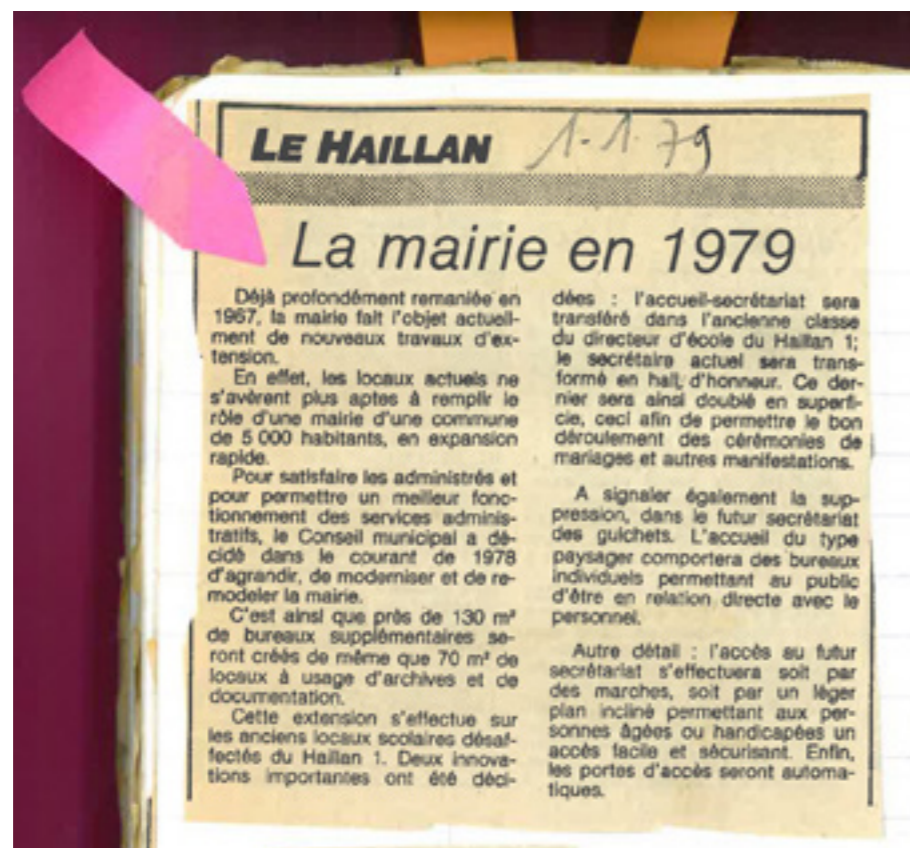 LE HAILLAN 1-1-79
La mairie en 1979
Déjà profondément remaniée en
1967, la mairie fait l'objet actuel-
ment de nouveaux travaux d'ex-
tension.
En effet, les locaux actuels ne
s'avèrent plus aptes à remplir le
rôle d'une mairie d'une commune
de 5 000 habitants, en expansion
rapide.
Pour satisfaire les administrés et
pour permettre un meilleur fonc-
tionnement des services adminis-
tratifs, le Conseil municipal a dé-
cidé dans le courant de 1978
d'agrandir, de moderniser et de re-
modeler la mairie.
C'est ainsi que près de 130 m²
de bureaux supplémentaires se-
ront créés de même que 70 m² de
locaux à usage d'archives et de
documentation.
Cette extension s'effectue sur
les anciens locaux scolaires désaf-
fectés du Haillan 1. Deux innova-
tions importantes ont été déci-
dées : l'accueil-secrétariat sera
transféré dans l'ancienne classe
du directeur d'école du Haillan 1;
le secrétaire actuel sera trans-
formé en hall, d'honneur. Ce der-
nier sera ainsi doublé en superfi-
cie, ceci afin de permettre le bon
déroulement des cérémonies de
mariages et autres manifestations.
A signaler également la sup-
pression, dans le futur secrétariat
des guichets. L'accueil du type
paysager comportera des bureaux
individuels permettant au public
d'être en relation directe avec le
personnel.
Autre détail : l'accès au futur
secrétariat s'effectuera soit par
des marches, soit par un léger
plan incliné permettant aux per-
sonnes âgées ou handicapées un
accès facile et sécurisant. Enfin,
les portes d'accès seront automa-
tiques.